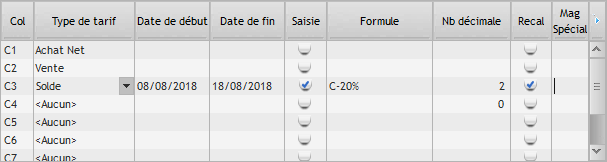 Col Type de tarif Date de début Date de fin Saisie Formule Nb décimale Recal Mag Spécial
C1 Achat Net
C2 Vente
C3 Solde 08/08/2018 18/08/2018 C-20% 2
C4 <Aucun> 0
C5 <Aucun>
C6 <Aucun>
C7 <Aucun>